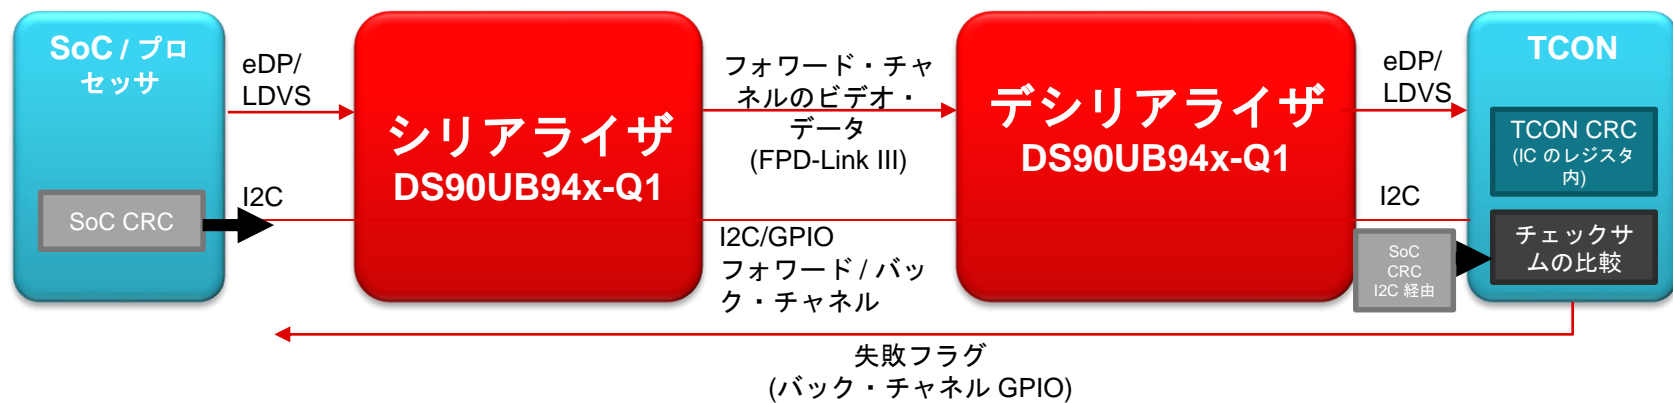 SoC / プロ
セッサ
SoC CRC
eDP/
LDVS
I2C
シリアライザ
DS90UB94x-Q1
フォワード・チャ
ネルのビデオ・
データ
(FPD-Link III)
I2C/GPIO
フォワード / バッ
ク・チャネル
デシリアライザ
DS90UB94x-Q1
eDP/
LDVS
I2C
SoC
CRC
I2C 経由
TCON
TCON CRC
(IC のレジスタ
内)
チェックサ
ムの比較
失敗フラグ
(バック・チャネル GPIO)